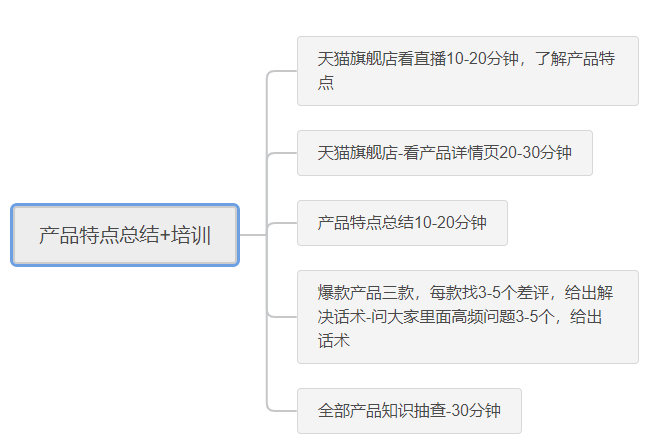 天猫旗舰店看直播10-20分钟，了解产品特
点
天猫旗舰店-看产品详情页20-30分钟
产品特点总结+培训
产品特点总结10-20分钟
爆款产品三款，每款找3-5个差评，给出解
决话术-问大家里面高频问题3-5个，给出
话术
全部产品知识抽查-30分钟